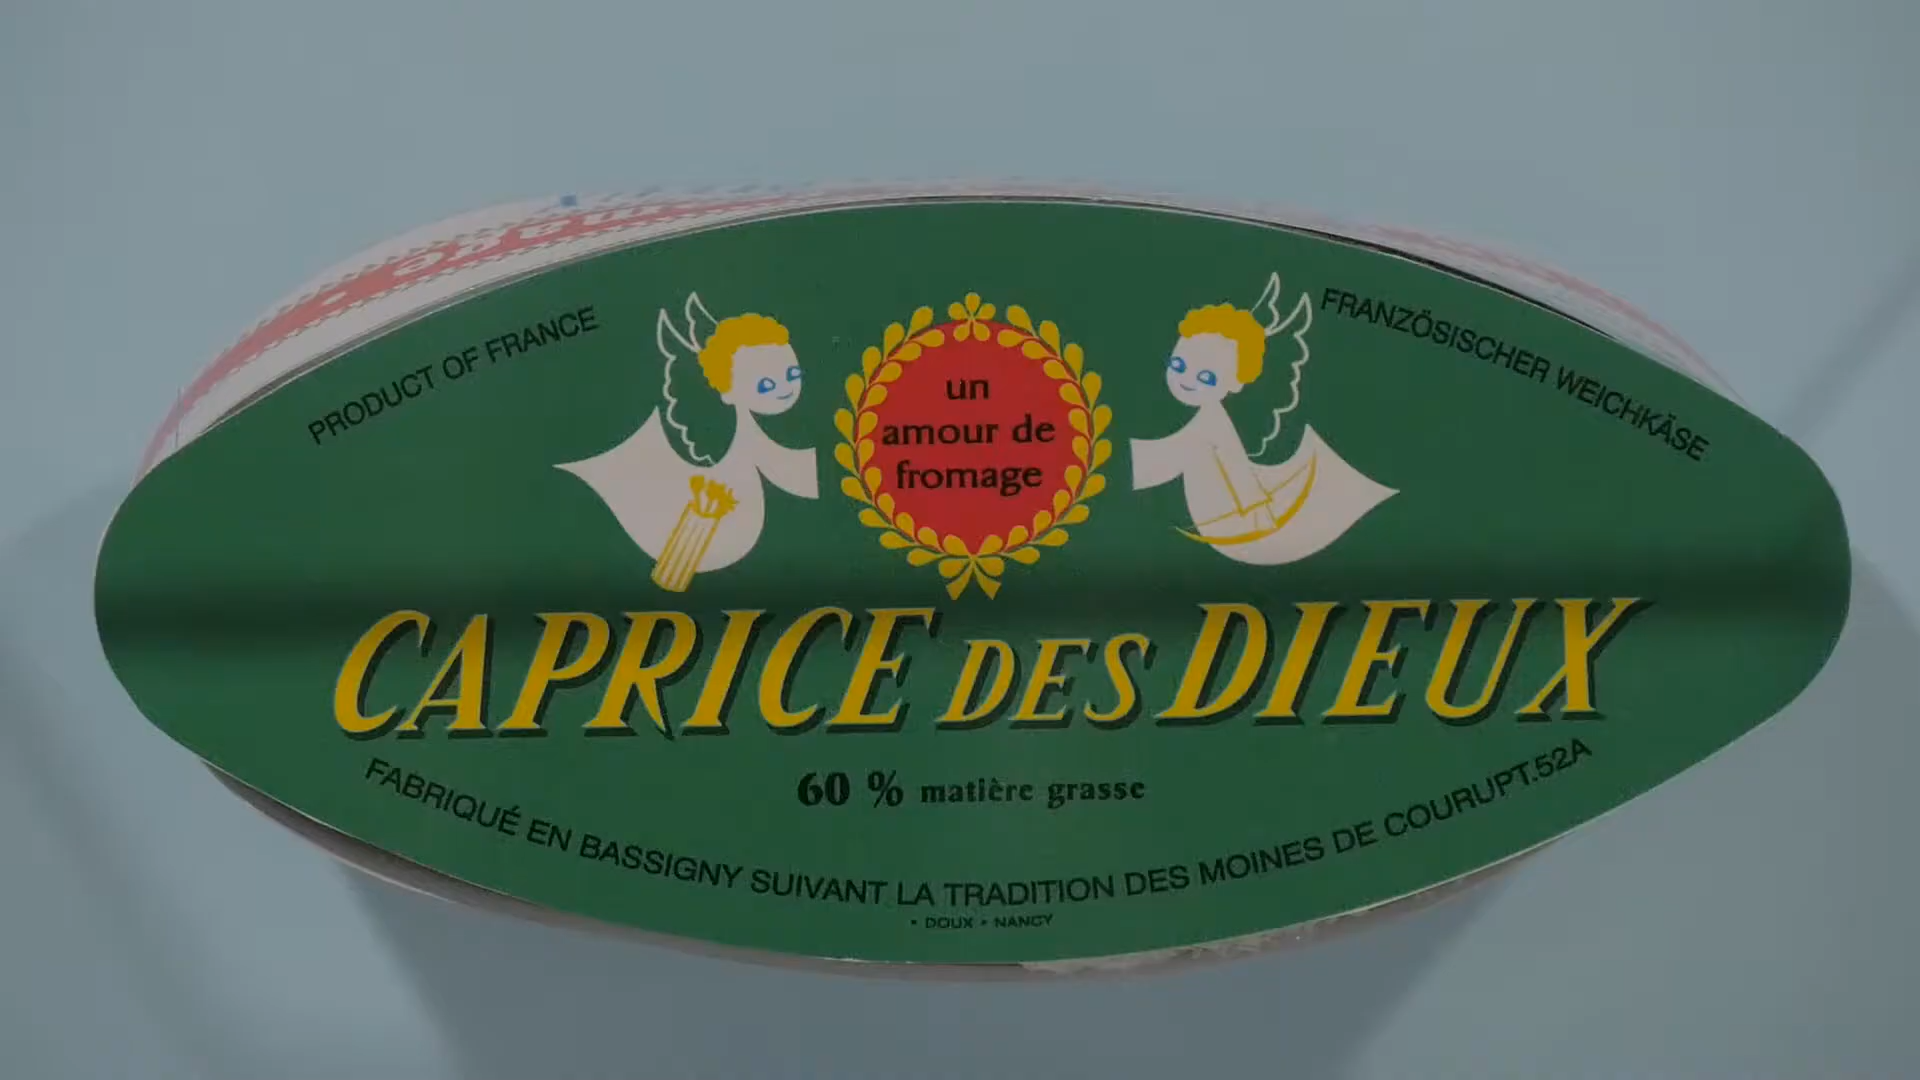 PRODUCT OF FRANCE
FRANZÖSISCHER WEICHKÄSE
un
amour de
fromage
CAPRICE DES DIEUX
60 % matière grasse
FABRIQUÉ EN BASSIGNY SUIVANT LA TRADITION DES MOINES DE COURUPT.52A
• DOUX • NANCY